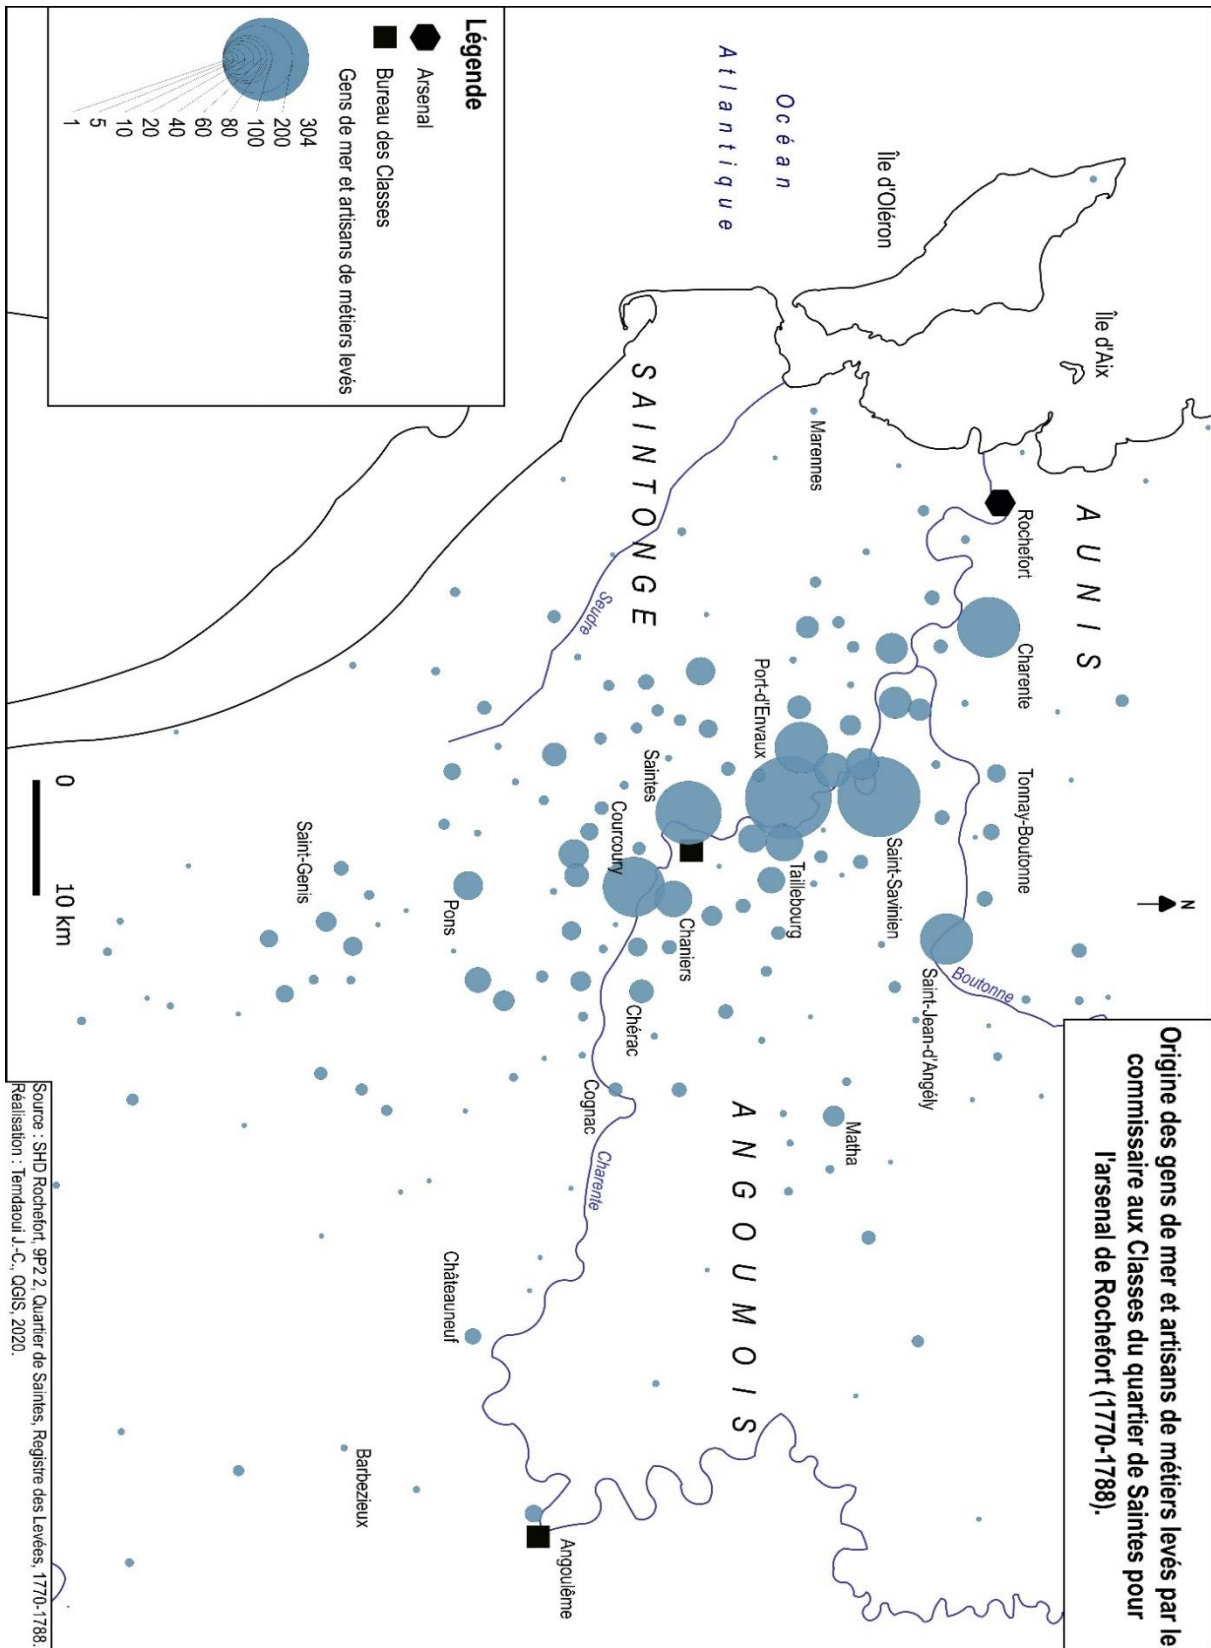 Origine des gens de mer et artisans de métiers levés par le
commissaire aux Classes du quartier de Saintes pour
l'arsenal de Rochefort (1770-1788).
N
AUNIS
Île d'Aix
Rochefort
Charente
Tonnay-Boutonne
Boutonne
Saint-Jean-d'Angély
Île d'Oléron
Saint-Savinien
Marennes
Matha
Océan
Atlantique
Port-d'Envaux
Taillebourg
ANGOUMOIS
SAINTONGE
Seudre
Saintes
Chaniers
Courcoury
Chérac
Cognac
Charente
Angoulême
Pons
Châteauneuf
Saint-Genis
Barbezieux
Légende
Arsenal
Bureau des Classes
Gens de mer et artisans de métiers levés
304
200
100
80
60
40
20
10
5
1
0 10 km
Source : SHD Rochefort, 9P2 2, Quartier de Saintes, Registre des Levées, 1770-1788.
Réalisation : Temdaoui J.-C., QGIS, 2020.